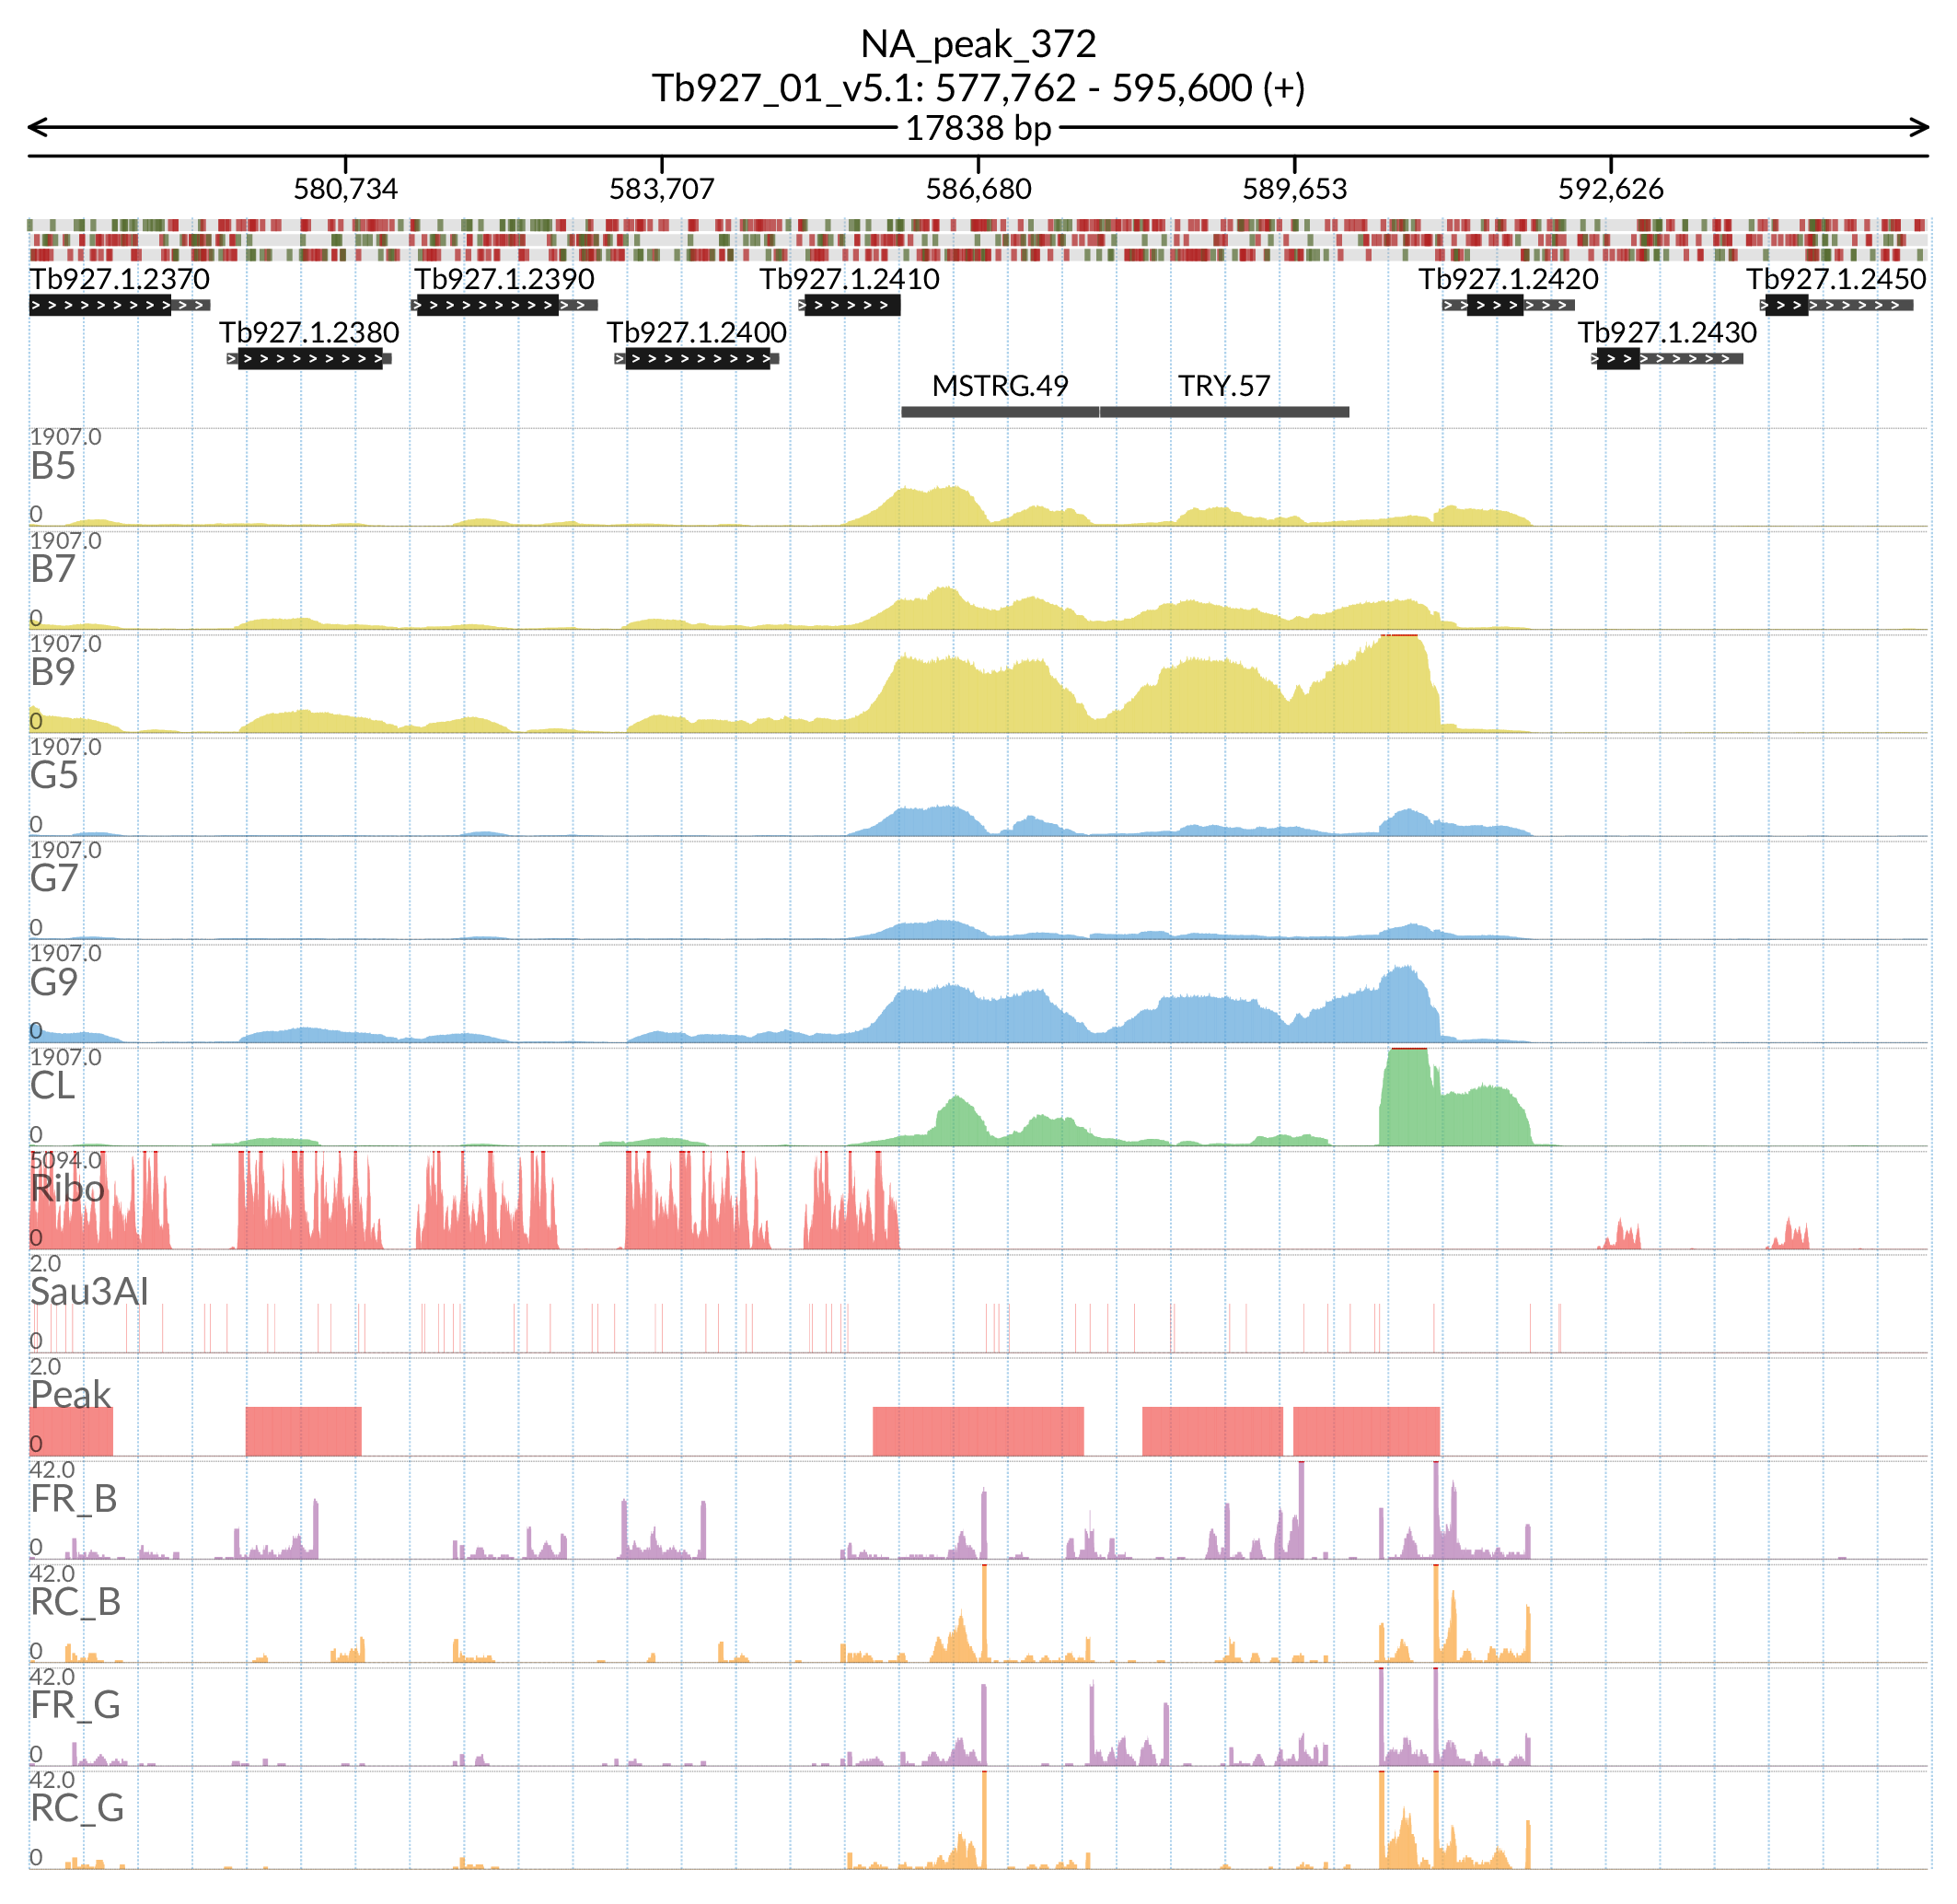 NA_peak_372
Tb927_01_v5.1: 577,762 - 595,600 (+)
17838 bp
580,734 583,707 586,680 589,653 592,626
Tb927.1.2370 Tb927.1.2390 Tb927.1.2410 Tb927.1.2420 Tb927.1.2450
Tb927.1.2380 Tb927.1.2400 Tb927.1.2430
MSTRG.49 TRY.57
1907.0
B5
0
1907.0
B7
0
1907.0
B9
0
1907.0
G5
0
1907.0
G7
0
1907.0
G9
0
1907.0
CL
0
5094.0
Ribo
0
2.0
Sau3AI
0
2.0
Peak
0
42.0
FR_B
0
42.0
RC_B
0
42.0
FR_G
0
42.0
RC_G
0